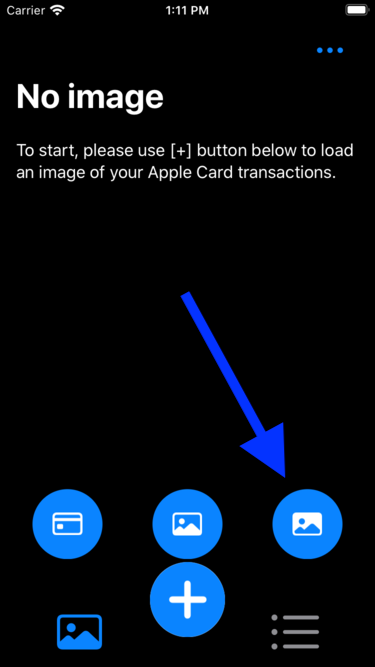 Carrier 1:11 PM
No image
To start, please use [+] button below to load
an image of your Apple Card transactions.